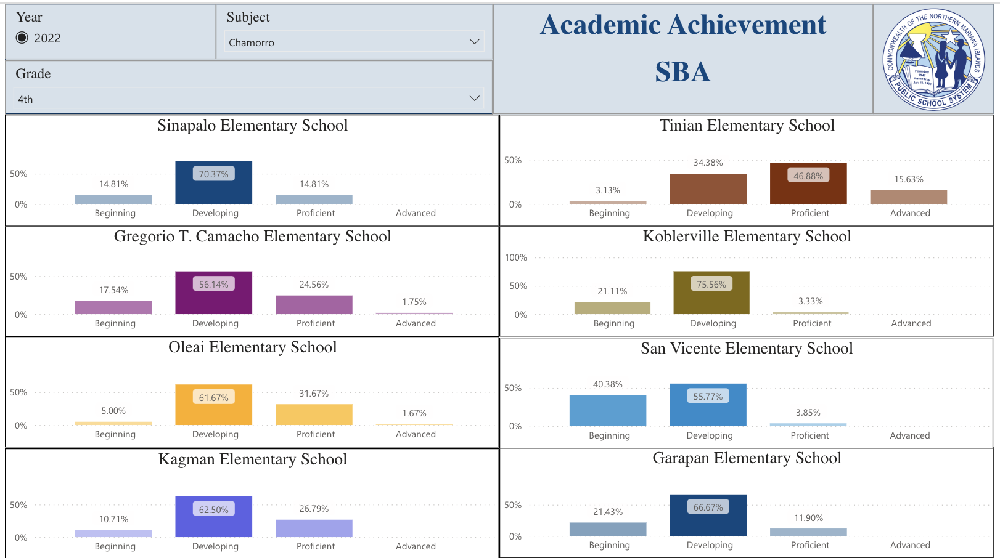 Year
2022
Subject
Chamorro
Grade
4th
Academic Achievement
SBA
COMMONWEALTH OF THE NORTHERN MARIANA ISLANDS
Founded
1947
Autonomy
Jan. 11, 1988
PUBLIC SCHOOL SYSTEM
Sinapalo Elementary School
50%
0%
14.81%
70.37%
14.81%
Beginning
Developing
Proficient
Advanced
Tinian Elementary School
50%
0%
3.13%
34.38%
46.88%
15.63%
Beginning
Developing
Proficient
Advanced
Gregorio T. Camacho Elementary School
50%
0%
17.54%
56.14%
24.56%
1.75%
Beginning
Developing
Proficient
Advanced
Koblerville Elementary School
100%
50%
0%
21.11%
75.56%
3.33%
Beginning
Developing
Proficient
Advanced
Oleai Elementary School
50%
0%
5.00%
61.67%
31.67%
1.67%
Beginning
Developing
Proficient
Advanced
San Vicente Elementary School
50%
0%
40.38%
55.77%
3.85%
Beginning
Developing
Proficient
Advanced
Kagman Elementary School
50%
0%
10.71%
62.50%
26.79%
Beginning
Developing
Proficient
Advanced
Garapan Elementary School
50%
0%
21.43%
66.67%
11.90%
Beginning
Developing
Proficient
Advanced